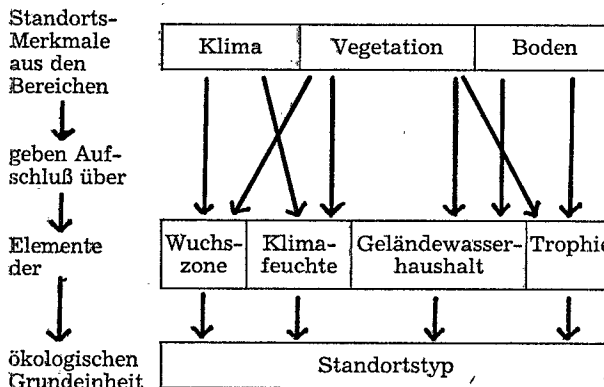 Standorts-
Merkmale
aus den
Bereichen
Klima
Vegetation
Boden
geben Auf-
schluß über
Elemente
der
Wuchs-
zone
Klima-
feuchte
Geländewasser-
haushalt
Trophie
ökologischen
Grundeinheit
Standortstyp